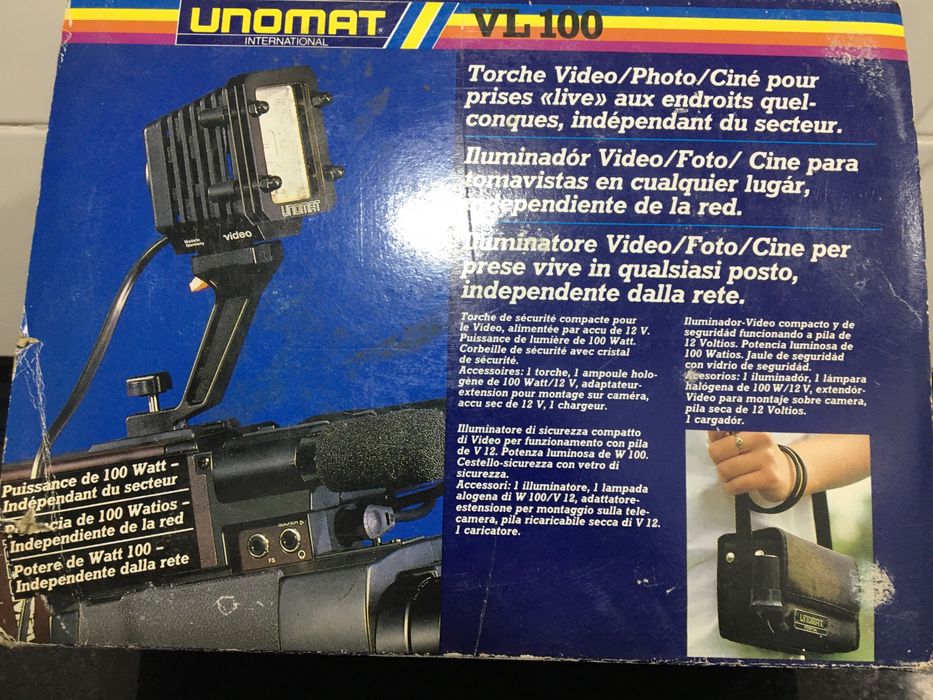 UNOMAT
INTERNATIONAL
VL 100
Torche Video/Photo/Ciné pour
prises «live» aux endroits quel-
conques, indépendant du secteur.
Iluminadór Video/Foto/ Cine para
tomavistas en cualquier lugár,
independiente de la red.
Iluminatore Video/Foto/Cine per
prese vive in qualsiasi posto,
independente dalla rete.
Torche de sécurité compacte pour
le Video, alimentée par accu de 12 V.
Puissance de lumière de 100 Watt.
Corbeille de sécurité avec cristal
de sécurité.
Accessoires: 1 torche, 1 ampoule holo-
gène de 100 Watt/12 V, adaptateur-
extension pour montage sur caméra,
accu sec de 12 V, 1 chargeur.
Iluminador-Video compacto y de
seguridad funcionando a pila de
12 Voltios. Potencia luminosa de
100 Watios. Jaule de seguridad
con vidrio de seguridad.
Acesorios: 1 iluminadór, 1 lámpara
halógena de 100 W/12 V, extendór-
Video para montaje sobre camera,
pila seca de 12 Voltios.
1 cargadór.
Illuminatore di sicurezza compatto
di Video per funzionamento con pila
di V 12. Potenza luminosa de W 100.
Cestello-sicurezza con vetro di
sicurezza.
Accessori: 1 illuminatore, 1 lampada
alogena di W 100/V 12, adattatore-
estensione per montaggio sulla tele-
camera, pila ricaricabile secca di V 12.
1 caricatore.
UNOMAT
Made in
Germany
video
Puissance de 100 Watt –
Indépendant du secteur
de 100 Watios –
Independiente de la red
Potere de Watt 100 –
Independente dalla rete
FS
UNOMAT